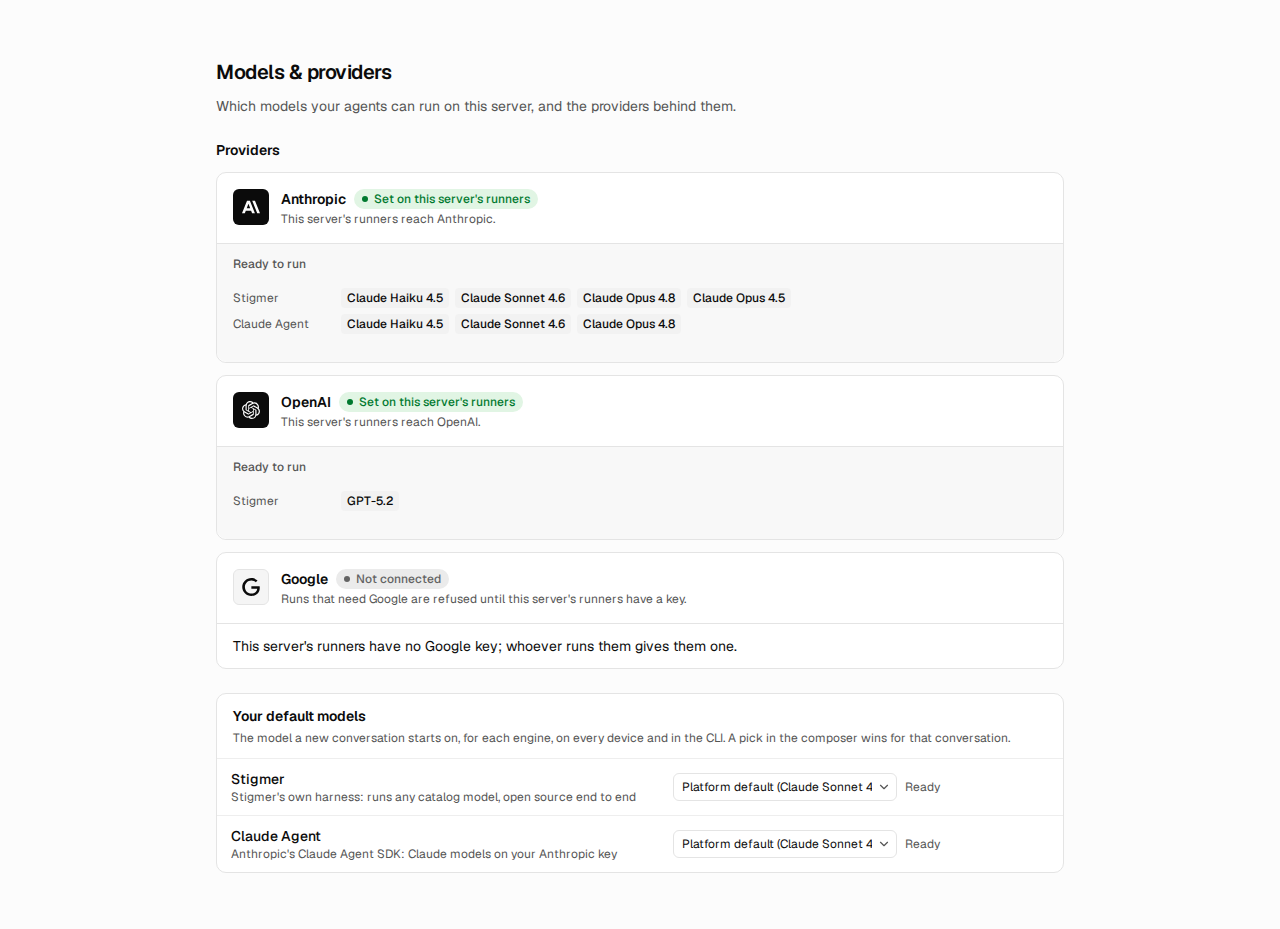 Models & providers
Which models your agents can run on this server, and the providers behind them.
Providers
Anthropic
Set on this server's runners
This server's runners reach Anthropic.
Ready to run
Stigmer
Claude Haiku 4.5
Claude Sonnet 4.6
Claude Opus 4.8
Claude Opus 4.5
Claude Agent
Claude Haiku 4.5
Claude Sonnet 4.6
Claude Opus 4.8
OpenAI
Set on this server's runners
This server's runners reach OpenAI.
Ready to run
Stigmer
GPT-5.2
Google
Not connected
Runs that need Google are refused until this server's runners have a key.
This server's runners have no Google key; whoever runs them gives them one.
Your default models
The model a new conversation starts on, for each engine, on every device and in the CLI. A pick in the composer wins for that conversation.
Stigmer
Stigmer's own harness: runs any catalog model, open source end to end
Platform default (Claude Sonnet 4
Ready
Claude Agent
Anthropic's Claude Agent SDK: Claude models on your Anthropic key
Platform default (Claude Sonnet 4
Ready